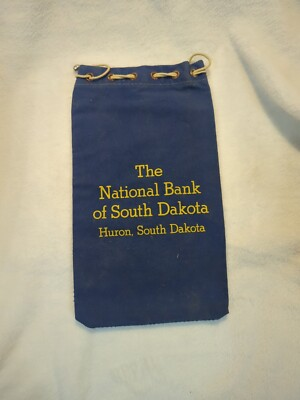 The
National Bank
of South Dakota
Huron, South Dakota